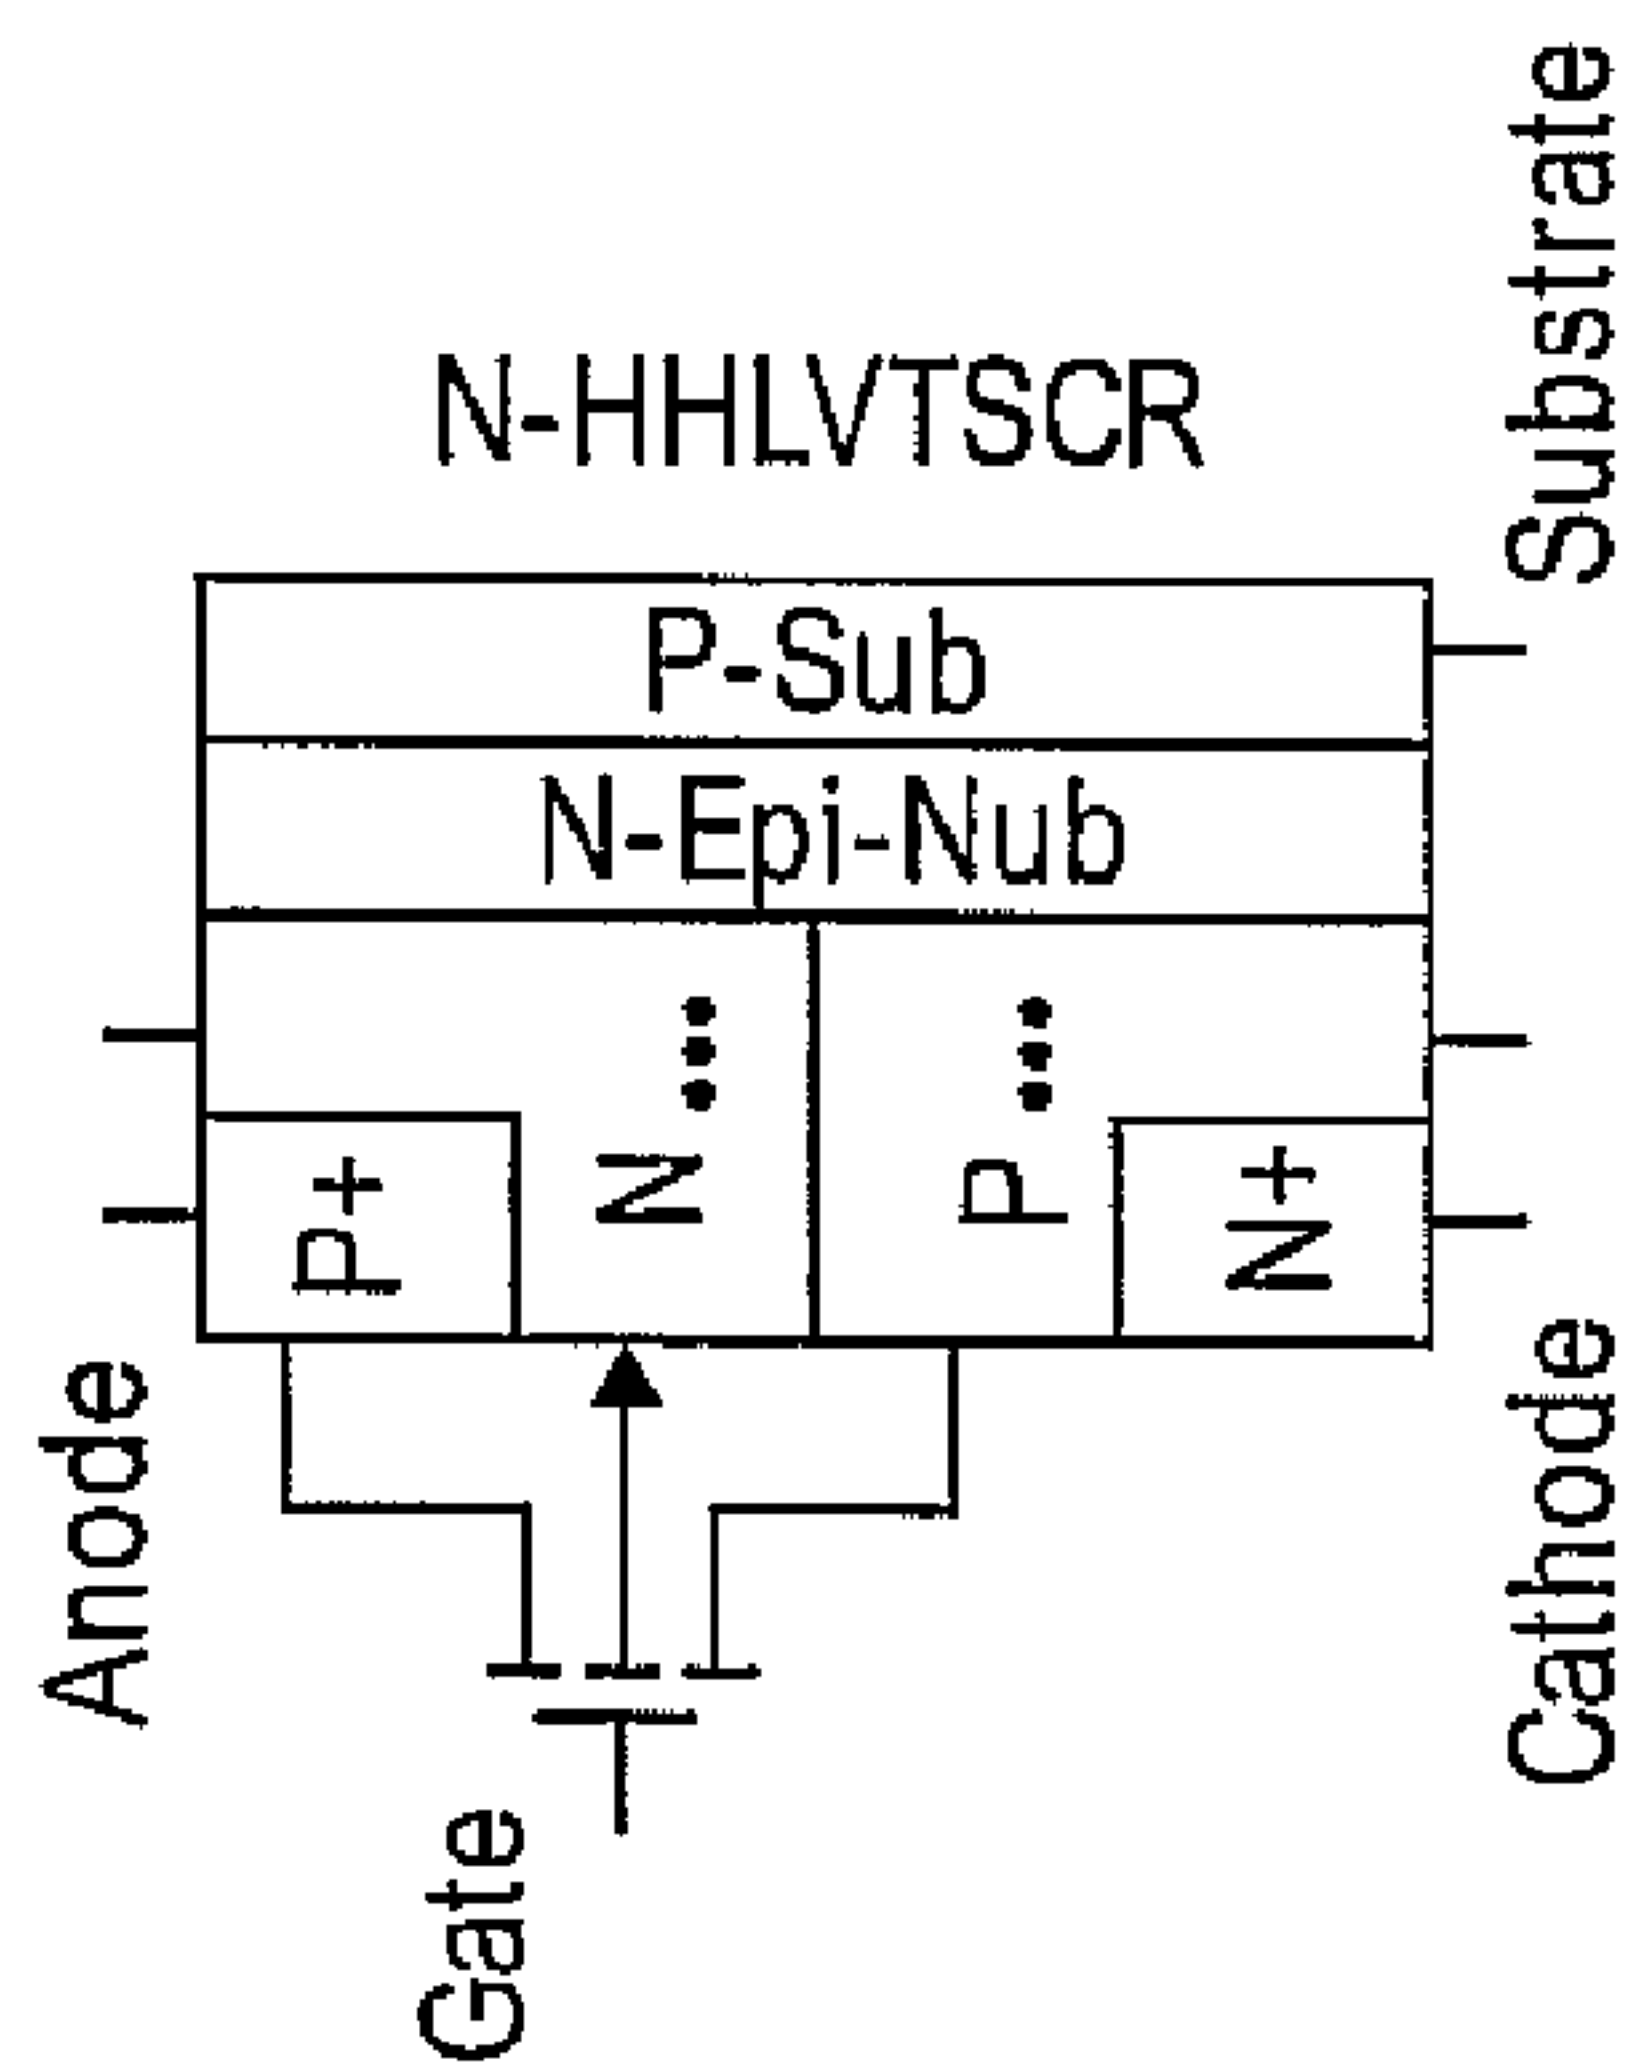 N-HHLVTSCR
P-Sub
N-Epi-Nub
P+
N...
P...
N+
Anode
Gate
Cathode
Substrate